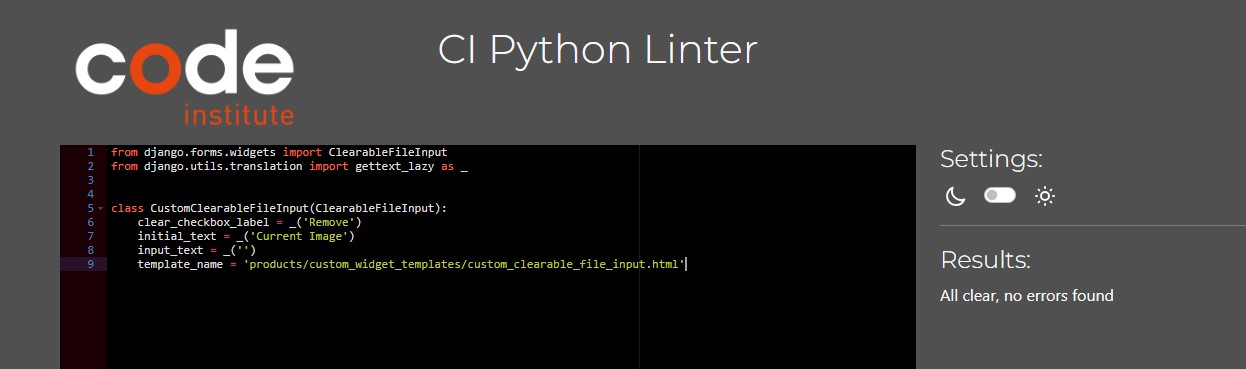 code
institute
CI Python Linter
1 from django.forms.widgets import ClearableFileInput
2 from django.utils.translation import gettext_lazy as _
3
4
5 class CustomClearableFileInput(ClearableFileInput):
6     clear_checkbox_label = _('Remove')
7     initial_text = _('Current Image')
8     input_text = _('')
9     template_name = 'products/custom_widget_templates/custom_clearable_file_input.html'
Settings:
Results:
All clear, no errors found